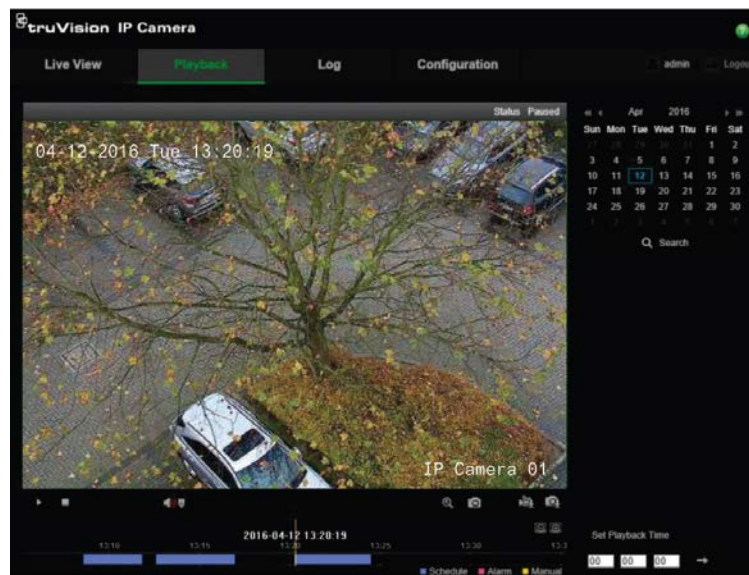 truVision IP Camera
Live View Playback Log Configuration admin Logou
Status Paused
04-12-2016 Tue 13:20:19
IP Camera 01
Apr 2016
Sun Mon Tue Wed Thu Fri Sat
27 28 29 30 31 1 2
3 4 5 6 7 8 9
10 11 12 13 14 15 16
17 18 19 20 21 22 23
24 25 26 27 28 29 30
1 2 3 4 5 6 7
Search
2016-04-12 13:20:19
13:10 13:15 13:20 13:25 13:30 13:3
Schedule Alarm Manual
Set Playback Time
00 00 00